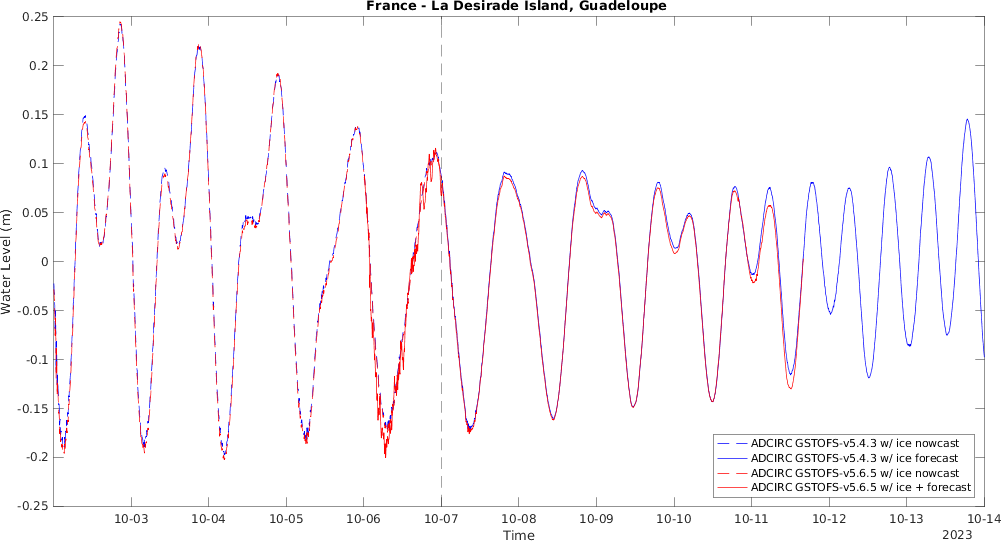 France - La Desirade Island, Guadeloupe
0.25
0.2
0.15
0.1
0.05
0
-0.05
-0.1
-0.15
-0.2
-0.25
Water Level (m)
ADCIRC GSTOFS-v5.4.3 w/ ice nowcast
ADCIRC GSTOFS-v5.4.3 w/ ice forecast
ADCIRC GSTOFS-v5.6.5 w/ ice nowcast
ADCIRC GSTOFS-v5.6.5 w/ ice + forecast
10-03 10-04 10-05 10-06 10-07 10-08 10-09 10-10 10-11 10-12 10-13 10-14
Time
2023